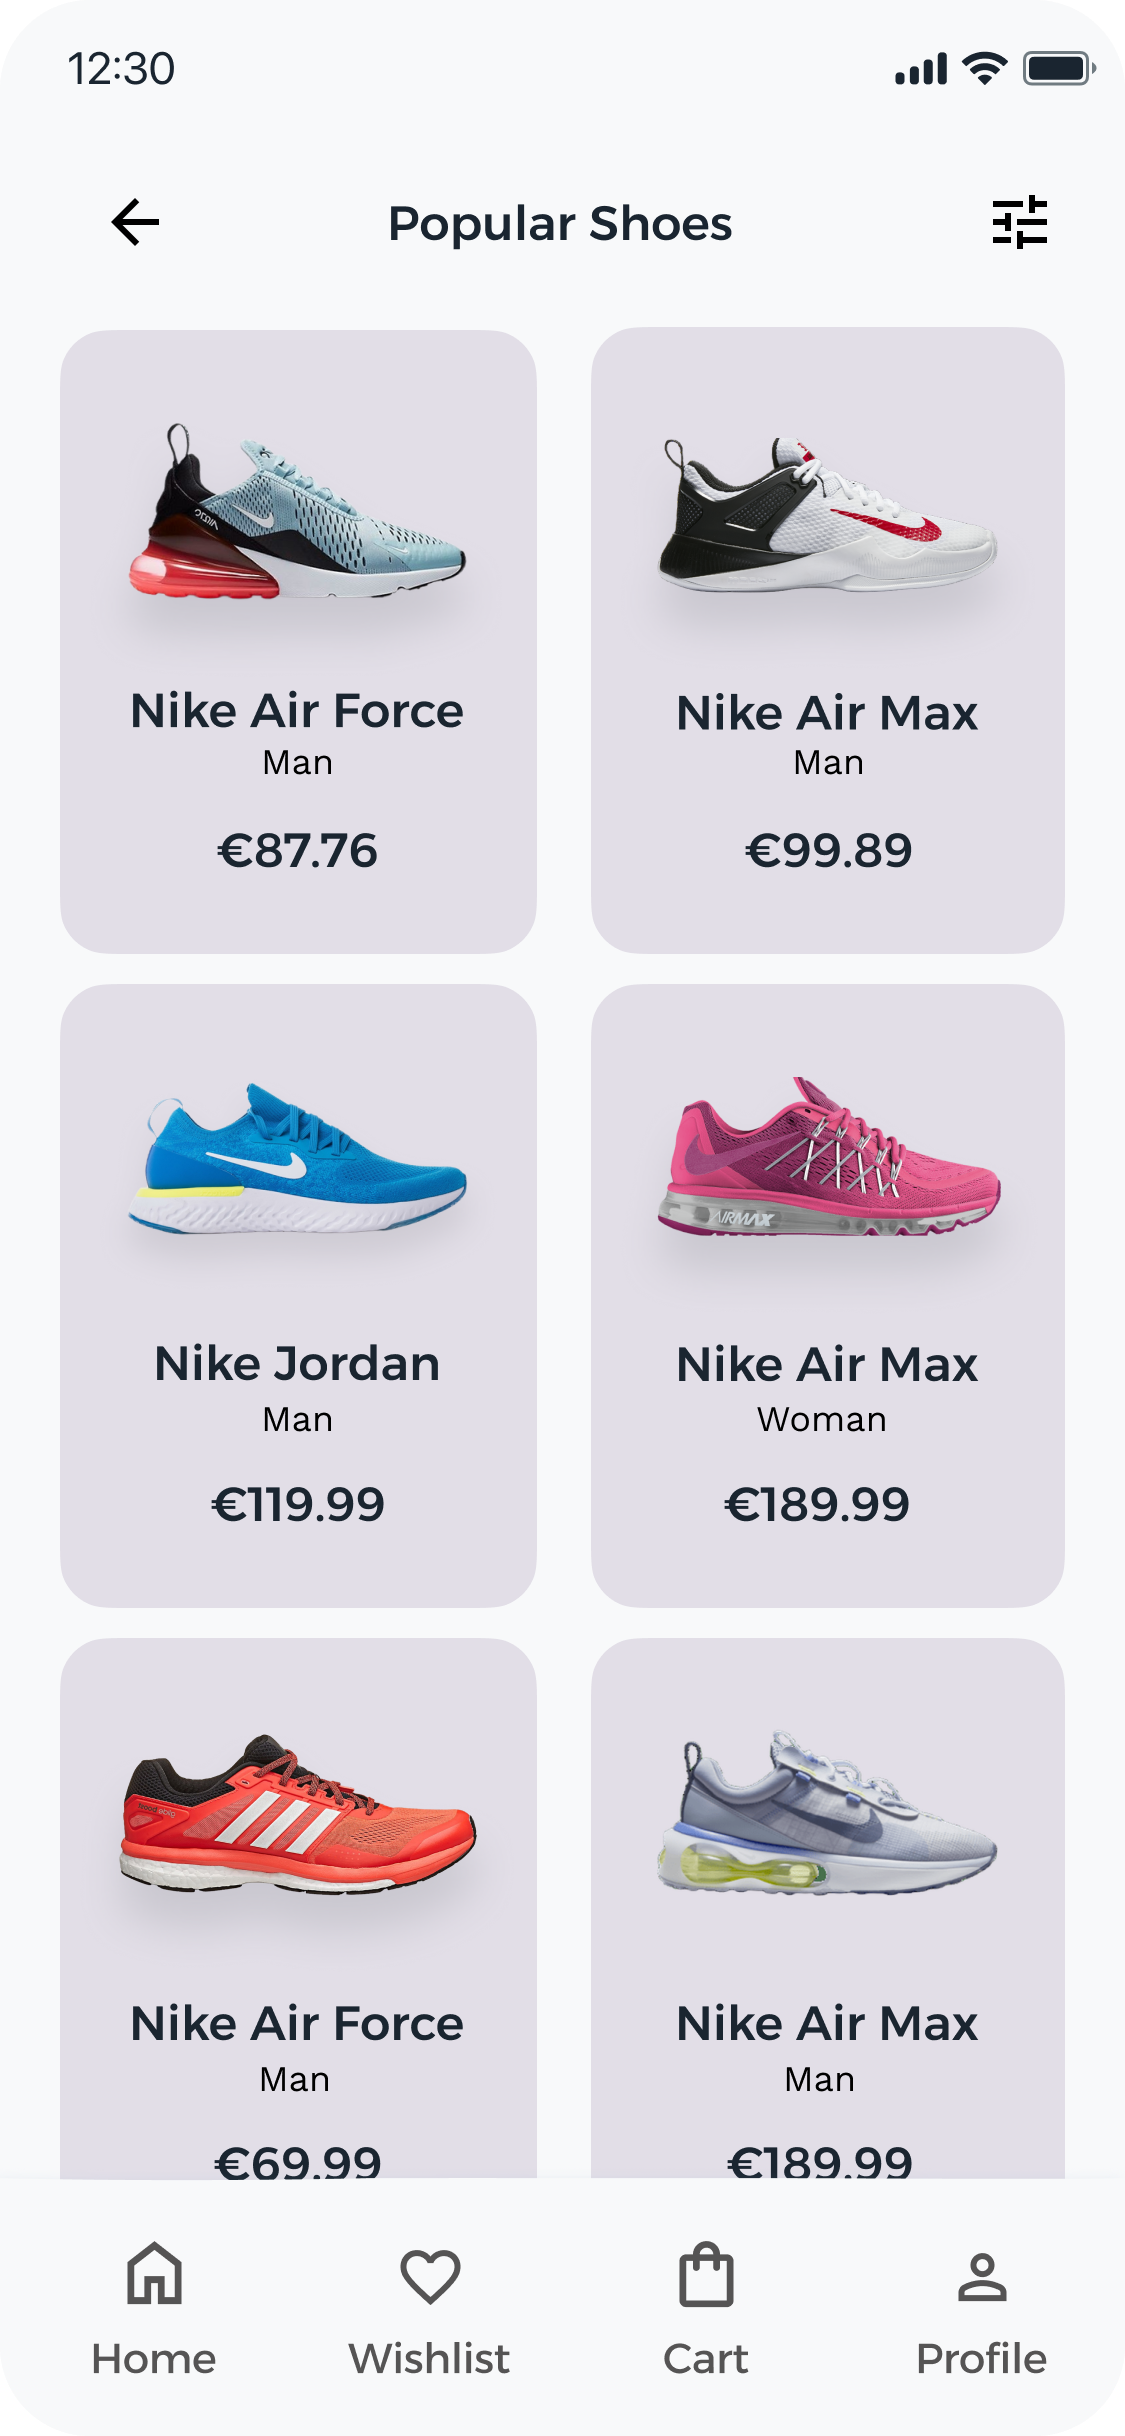 12:30
Popular Shoes
Nike Air Force
Man
€87.76
Nike Air Max
Man
€99.89
AIRMAX
Nike Jordan
Man
€119.99
Nike Air Max
Woman
€189.99
Nike Air Force
Man
€69.99
Nike Air Max
Man
€189.99
Home
Wishlist
Cart
Profile